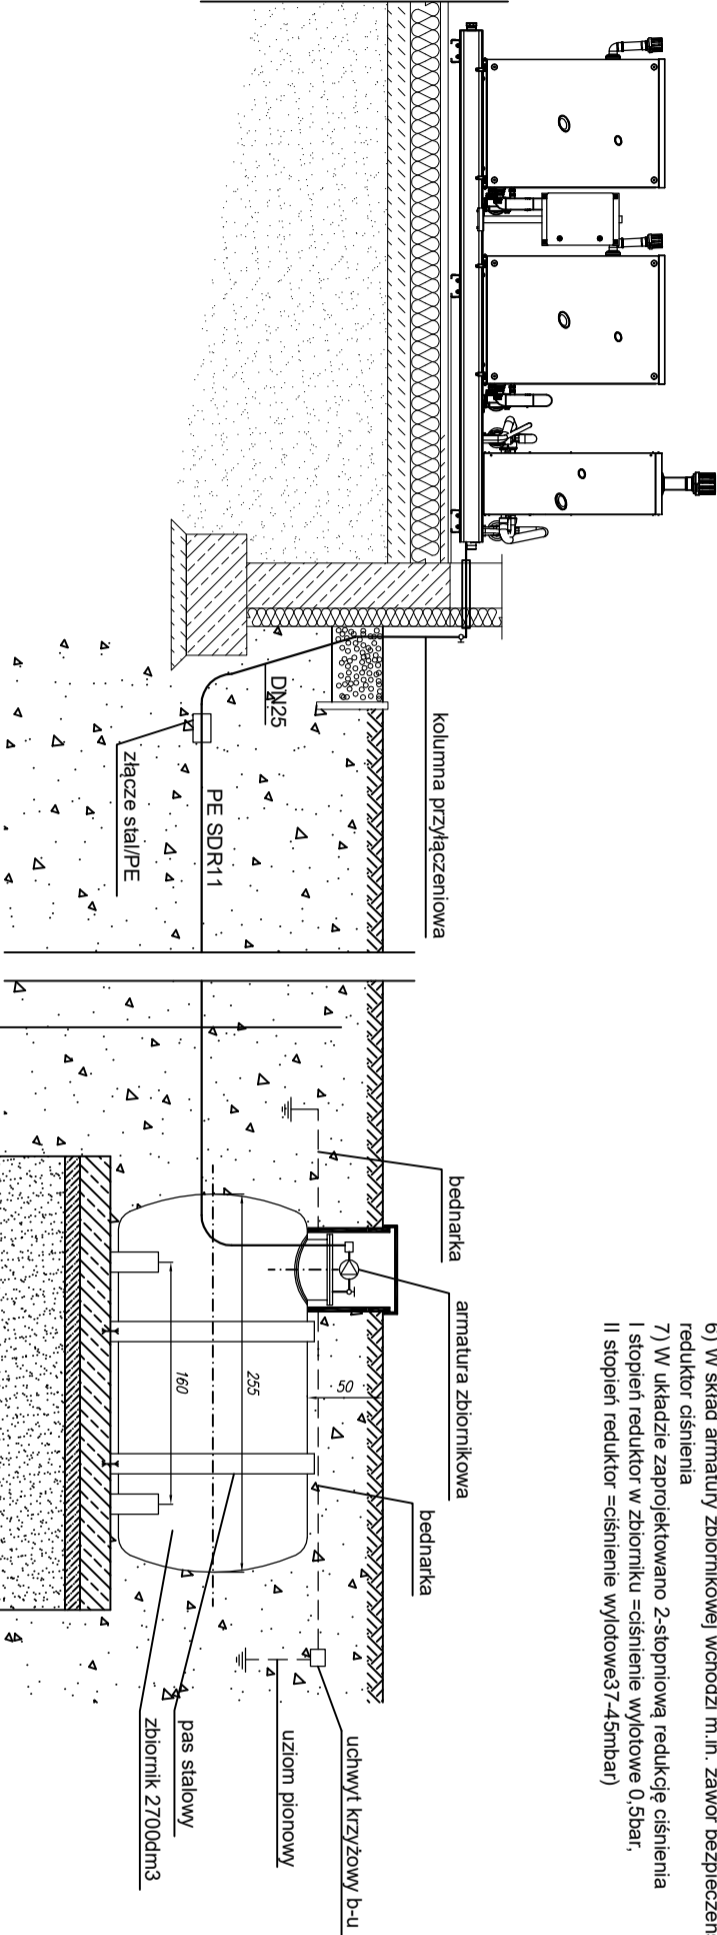 6) W skład armatury zbiornikowej wchodzi m.in. zawór
reduktor ciśnienia
7) W układzie zaprojektowano 2-stopniową redukcję ciśnienia
I stopień reduktor w zbiorniku =ciśnienie wylotowe 0,5bar,
II stopień reduktor =ciśnienie wylotowe37-45mbar)
kolumna przyłączeniowa
DN25
PE SDR11
złącze stal/PE
bednarka
armatura zbiornikowa
bednarka
50
255
160
uchwyt krzyżowy b-u
uziom pionowy
pas stalowy
zbiornik 2700dm3